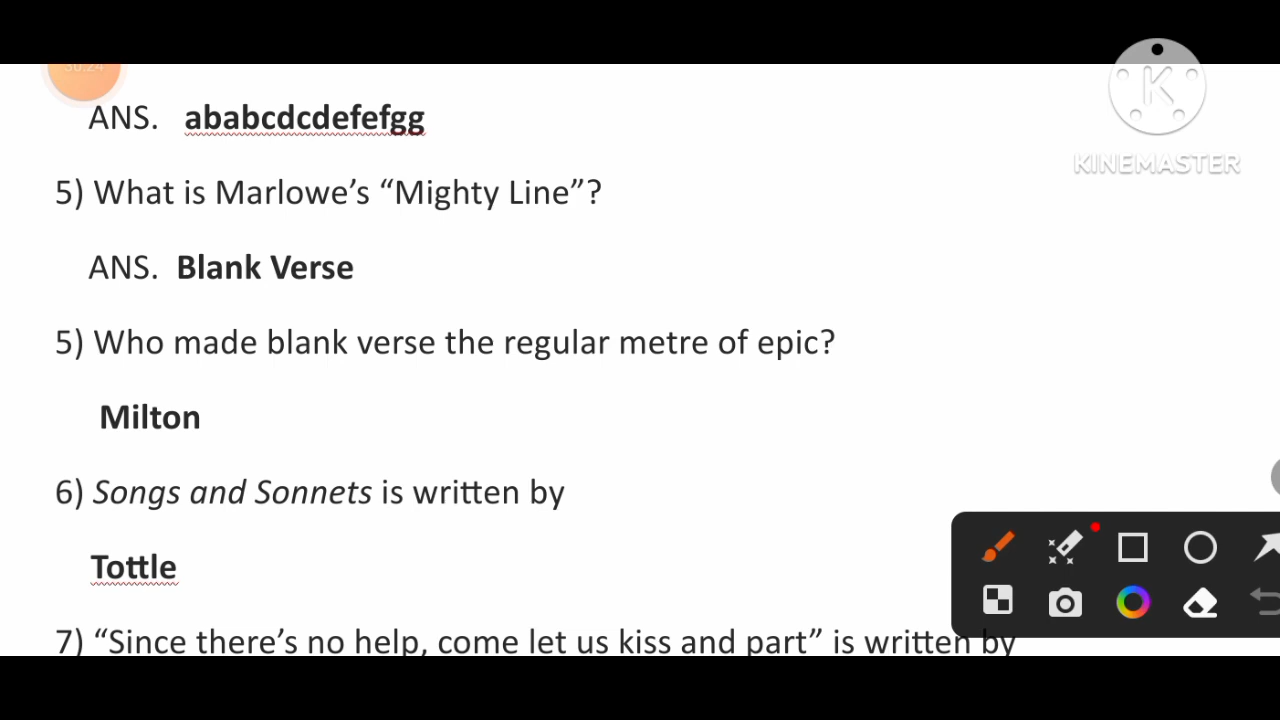 30:24
ANS. ababcdcdefefgg
KINEMASTER
5) What is Marlowe’s “Mighty Line”?
ANS. Blank Verse
5) Who made blank verse the regular metre of epic?
Milton
6) Songs and Sonnets is written by
Tottle
7) “Since there’s no help, come let us kiss and part” is written by